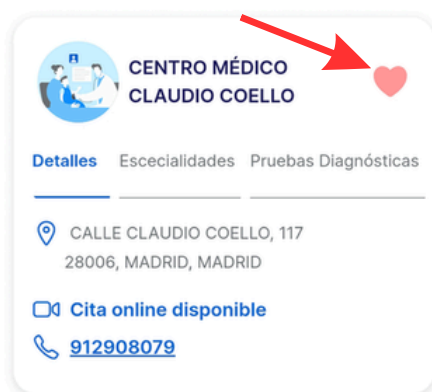 CENTRO MÉDICO
CLAUDIO COELLO
Detalles Escecialidades Pruebas Diagnósticas
CALLE CLAUDIO COELLO, 117
28006, MADRID, MADRID
Cita online disponible
912908079